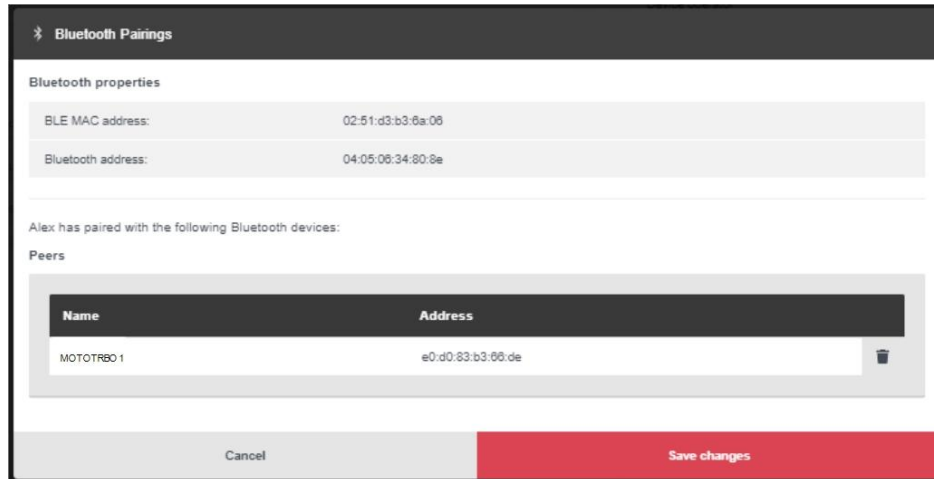 Bluetooth Pairings
Bluetooth properties
BLE MAC address: 02:51:d3:b3:6a:06
Bluetooth address: 04:05:06:34:80:8e
Alex has paired with the following Bluetooth devices:
Peers
Name Address
MOTOTRBO 1 e0:d0:83:b3:66:de
Cancel Save changes